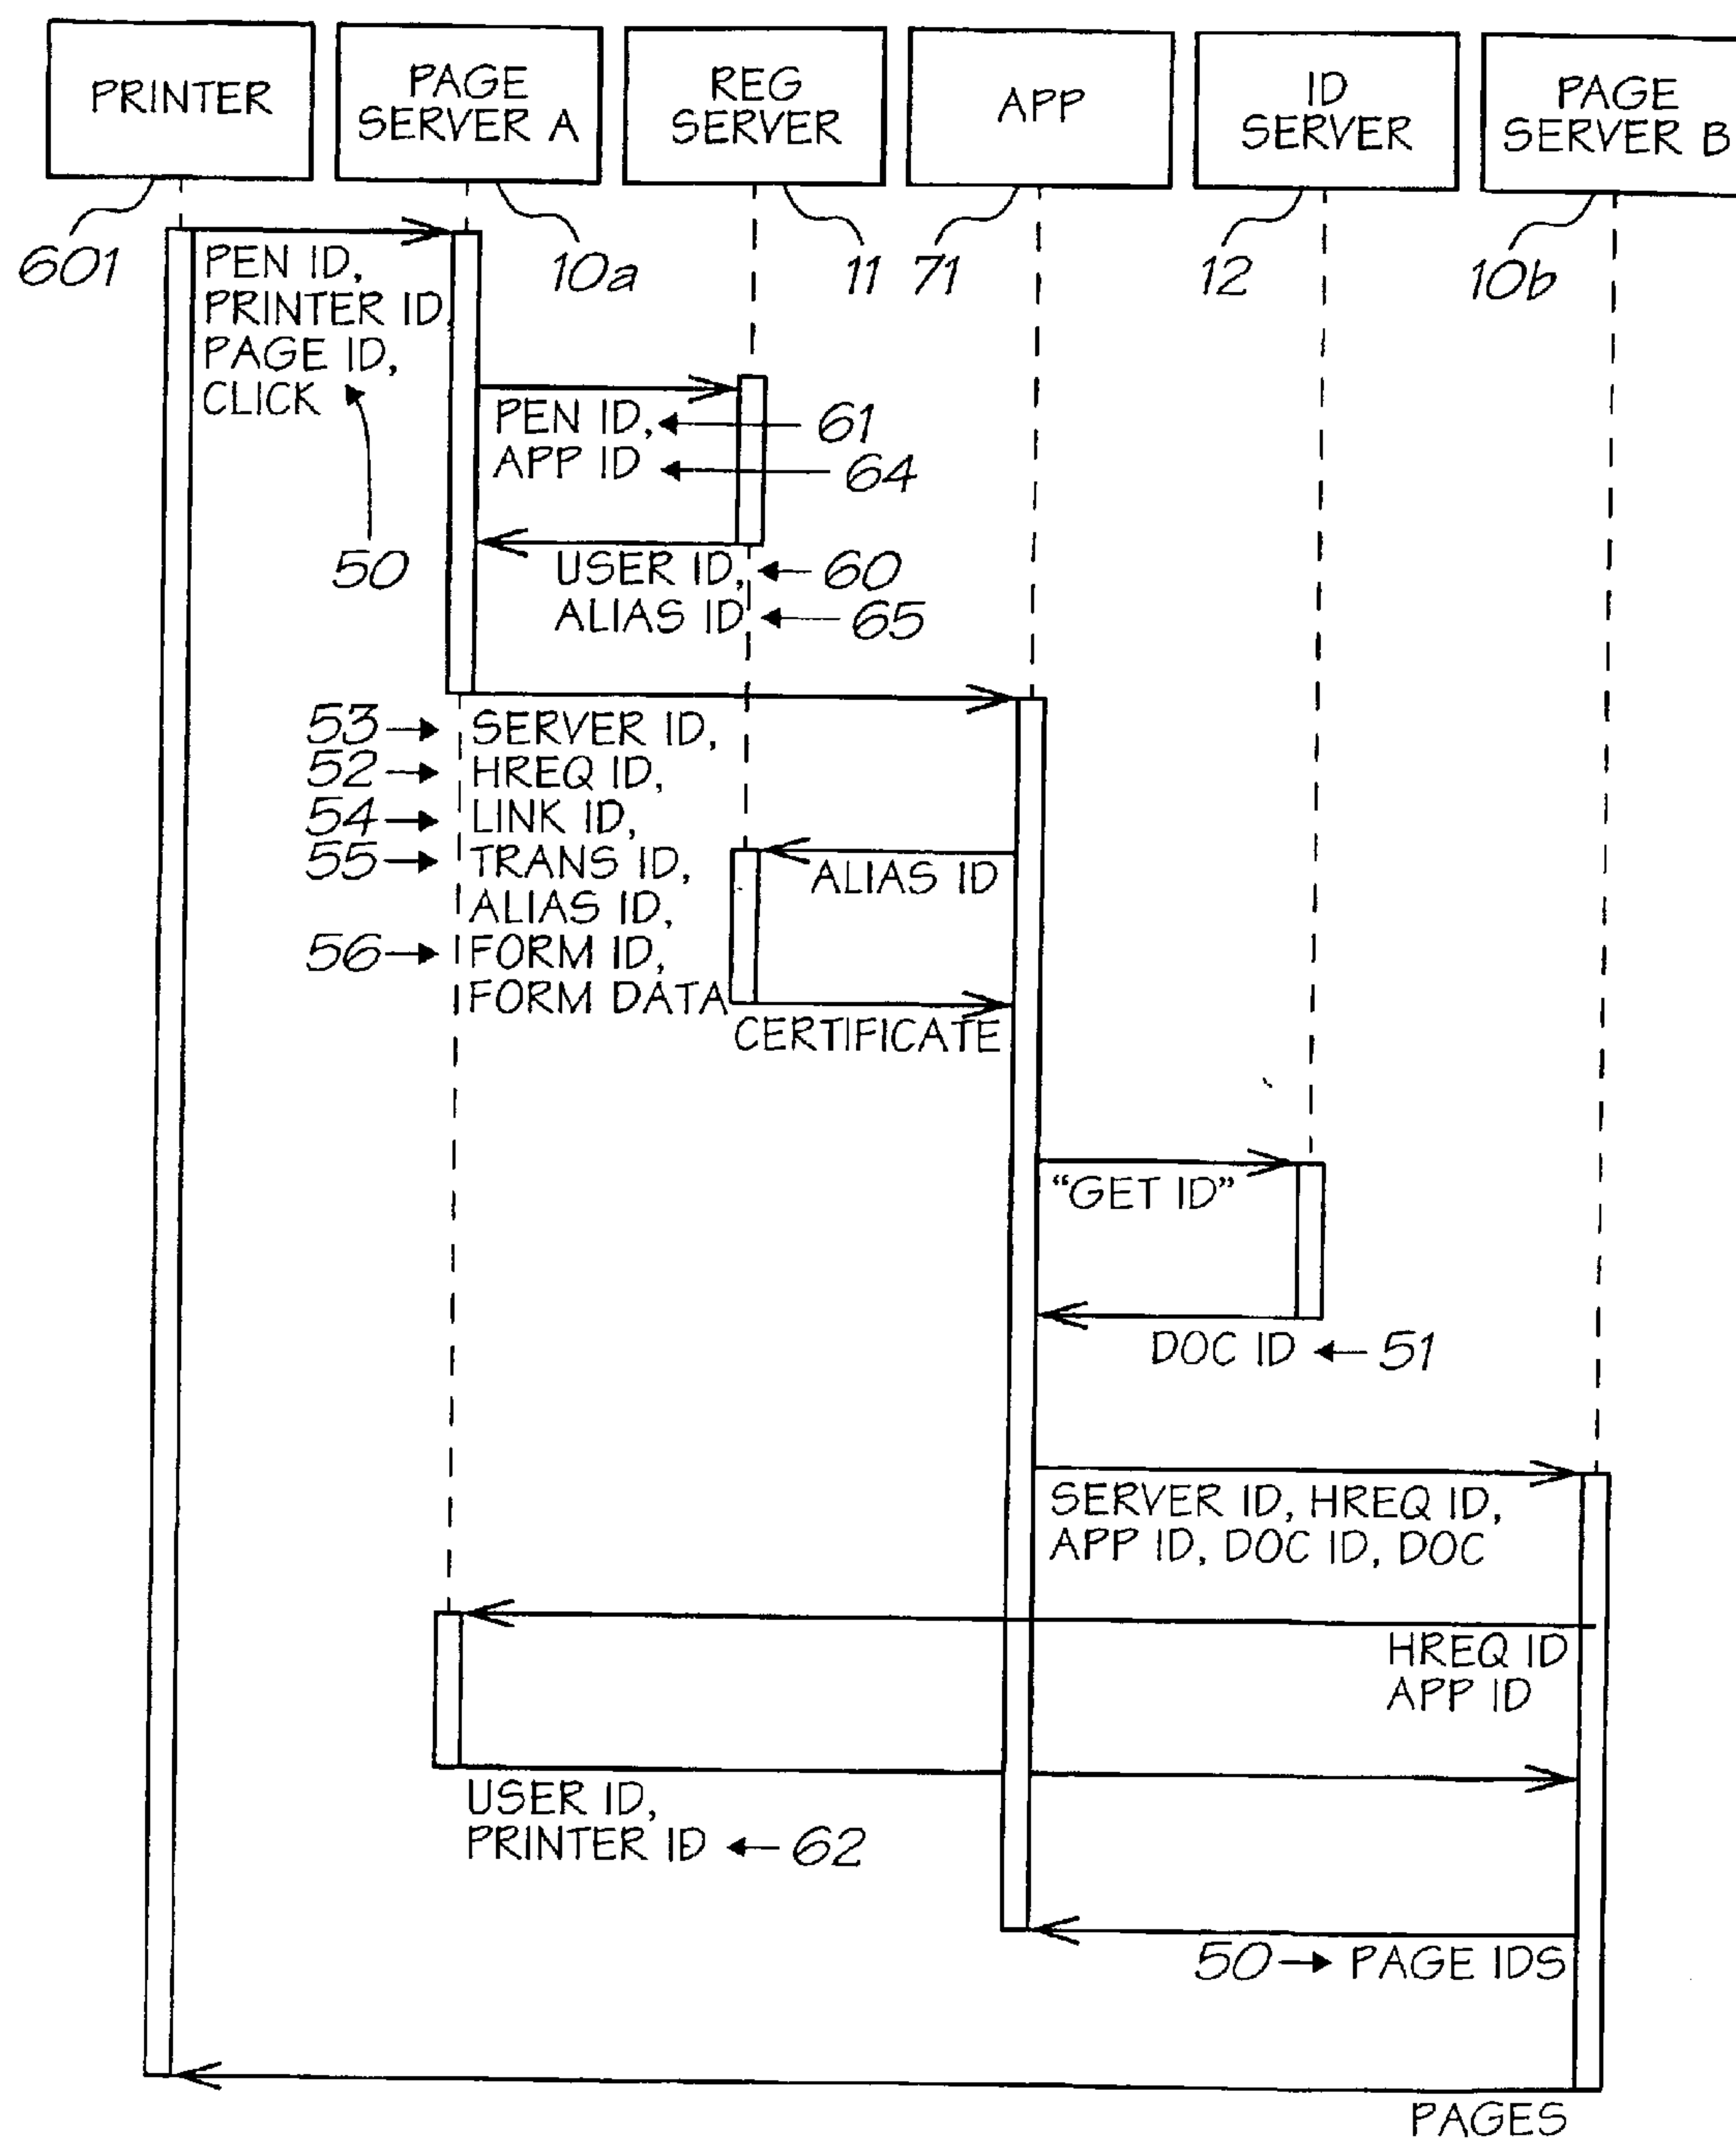 PRINTER
PAGE
SERVER A
REG
SERVER
APP
ID
SERVER
PAGE
SERVER B
601
10a
11
71
12
10b
PEN ID,
PRINTER ID
PAGE ID,
CLICK
50
PEN ID,
61
APP ID
64
USER ID,
60
ALIAS ID
65
53
SERVER ID,
52
HREQ ID,
54
LINK ID,
55
TRANS ID,
ALIAS ID,
56
FORM ID,
FORM DATA
ALIAS ID
CERTIFICATE
“GET ID”
DOC ID
51
SERVER ID, HREQ ID,
APP ID, DOC ID, DOC
HREQ ID
APP ID
USER ID,
PRINTER ID
62
50
PAGE IDS
PAGES